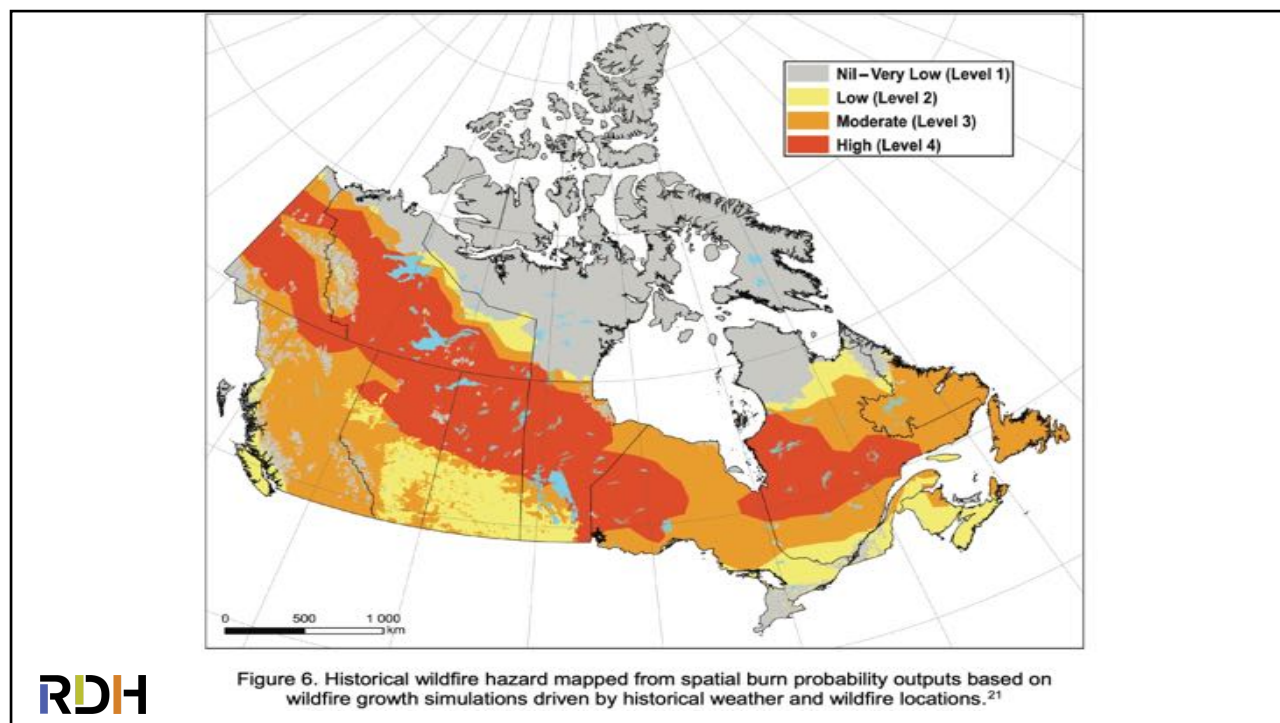 Nil–Very Low (Level 1)
Low (Level 2)
Moderate (Level 3)
High (Level 4)
0 500 1 000
km
RDH
Figure 6. Historical wildfire hazard mapped from spatial burn probability outputs based on
wildfire growth simulations driven by historical weather and wildfire locations.²¹